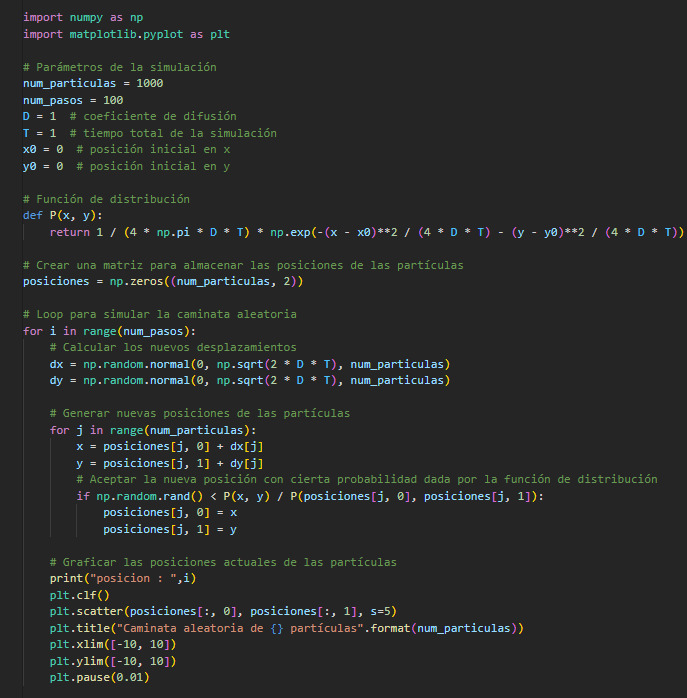 import numpy as np
import matplotlib.pyplot as plt

# Parámetros de la simulación
num_particulas = 1000
num_pasos = 100
D = 1  # coeficiente de difusión
T = 1  # tiempo total de la simulación
x0 = 0  # posición inicial en x
y0 = 0  # posición inicial en y

# Función de distribución
def P(x, y):
    return 1 / (4 * np.pi * D * T) * np.exp(-(x - x0)**2 / (4 * D * T) - (y - y0)**2 / (4 * D * T))

# Crear una matriz para almacenar las posiciones de las partículas
posiciones = np.zeros((num_particulas, 2))

# Loop para simular la caminata aleatoria
for i in range(num_pasos):
    # Calcular los nuevos desplazamientos
    dx = np.random.normal(0, np.sqrt(2 * D * T), num_particulas)
    dy = np.random.normal(0, np.sqrt(2 * D * T), num_particulas)

    # Generar nuevas posiciones de las partículas
    for j in range(num_particulas):
        x = posiciones[j, 0] + dx[j]
        y = posiciones[j, 1] + dy[j]
        # Aceptar la nueva posición con cierta probabilidad dada por la función de distribución
        if np.random.rand() < P(x, y) / P(posiciones[j, 0], posiciones[j, 1]):
            posiciones[j, 0] = x
            posiciones[j, 1] = y

    # Graficar las posiciones actuales de las partículas
    print("posicion : ",i)
    plt.clf()
    plt.scatter(posiciones[:, 0], posiciones[:, 1], s=5)
    plt.title("Caminata aleatoria de {} partículas".format(num_particulas))
    plt.xlim([-10, 10])
    plt.ylim([-10, 10])
    plt.pause(0.01)